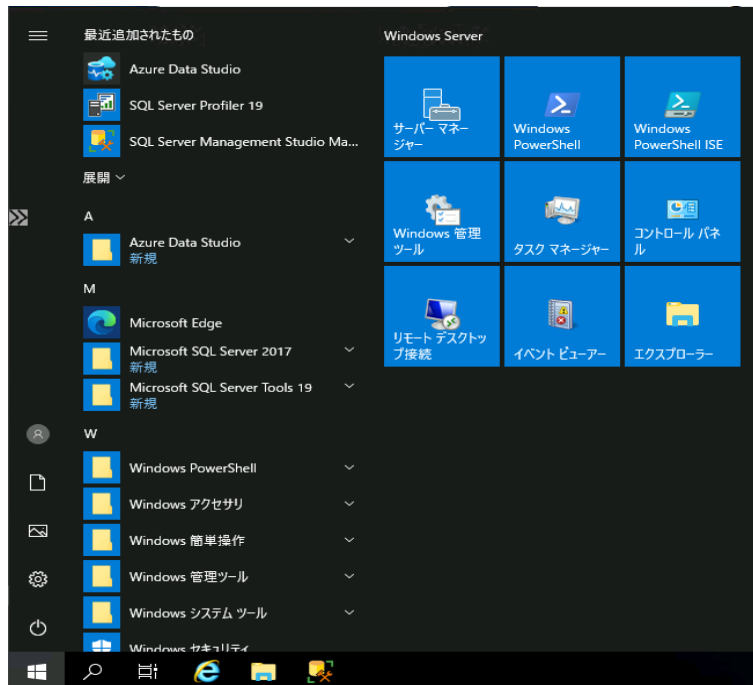 最近追加されたもの
Azure Data Studio
SQL Server Profiler 19
SQL Server Management Studio Ma...
展開
A
Azure Data Studio
新規
M
Microsoft Edge
Microsoft SQL Server 2017
新規
Microsoft SQL Server Tools 19
新規
W
Windows PowerShell
Windows アクセサリ
Windows 簡単操作
Windows 管理ツール
Windows システム ツール
Windows セキュリティ
Windows Server
サーバー マネー
ジャー
Windows
PowerShell
Windows
PowerShell ISE
Windows 管理
ツール
タスク マネージャー
コントロール パネ
ル
リモート デスクトッ
プ接続
イベント ビューアー
エクスプローラー